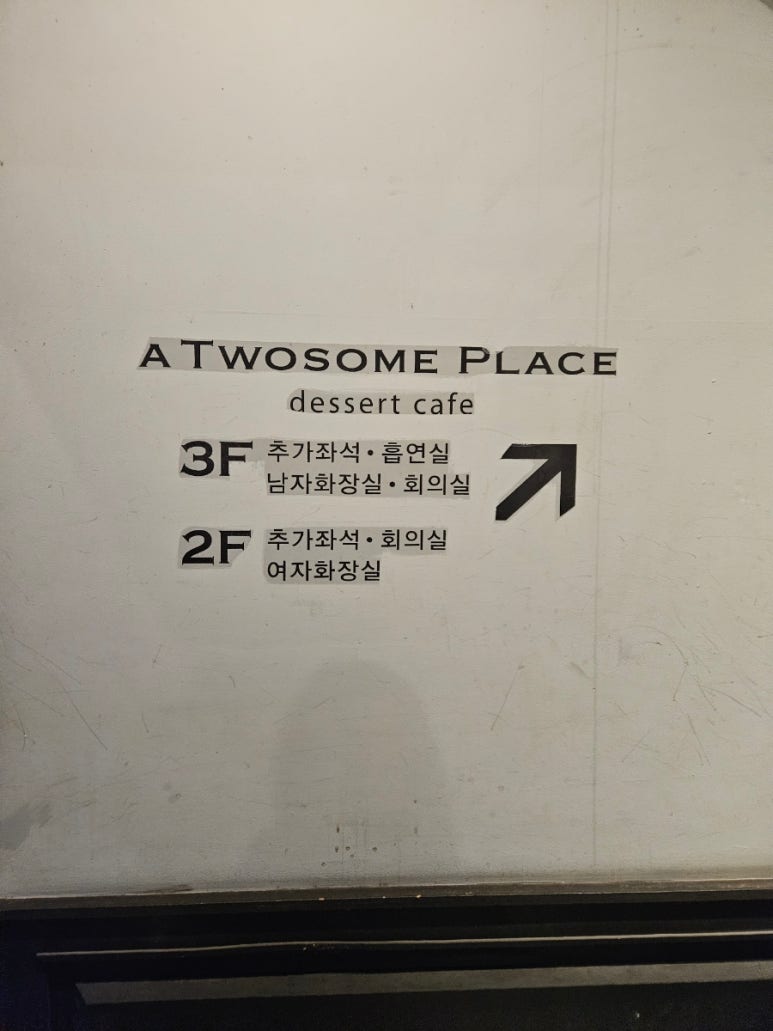 A TWOSOME PLACE
dessert cafe
3F 추가좌석 • 흡연실
남자화장실 • 회의실
2F 추가좌석 • 회의실
여자화장실